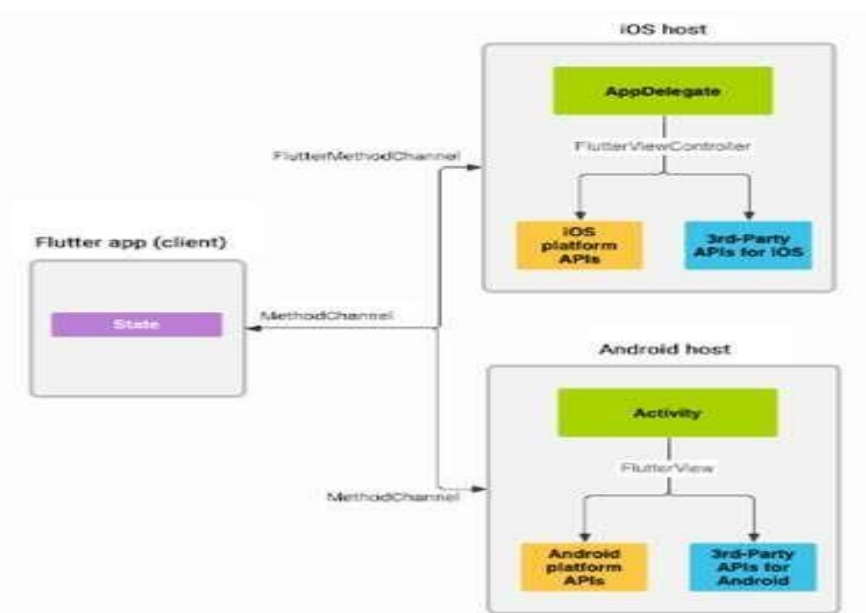 iOS host
AppDelegate
FlutterMethodChannel
FlutterViewController
iOS
platform
APIs
3rd-Party
APIs for iOS
Flutter app (client)
State
MethodChannel
Android host
Activity
FlutterView
MethodChannel
Android
platform
APIs
3rd-Party
APIs for
Android